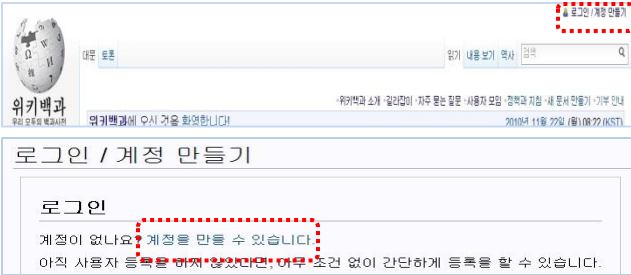 로그인 / 계정 만들기
대문 토론 읽기 내용 보기 역사 검색
위키백과
우리 모두의 백과사전
·위키백과 소개 ·길라잡이 ·자주 묻는 질문 ·사용자 모임 ·정책과 지침 ·새 문서 만들기 ·기부 안내
위키백과에 오신 것을 환영합니다!
2010년 11월 22일 (월) 08:22 (KST)
로그인 / 계정 만들기
로그인
계정이 없나요? 계정을 만들 수 있습니다.
아직 사용자 등록을 하지 않았다면, 아무 조건 없이 간단하게 등록을 할 수 있습니다.